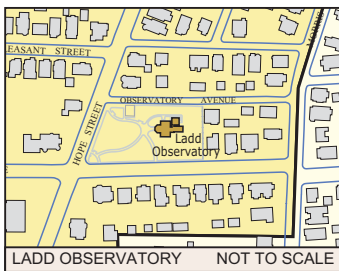 LEASANT STREET
OBSERVATORY AVENUE
HOPE STREET
Ladd
Observatory
LADD OBSERVATORY NOT TO SCALE